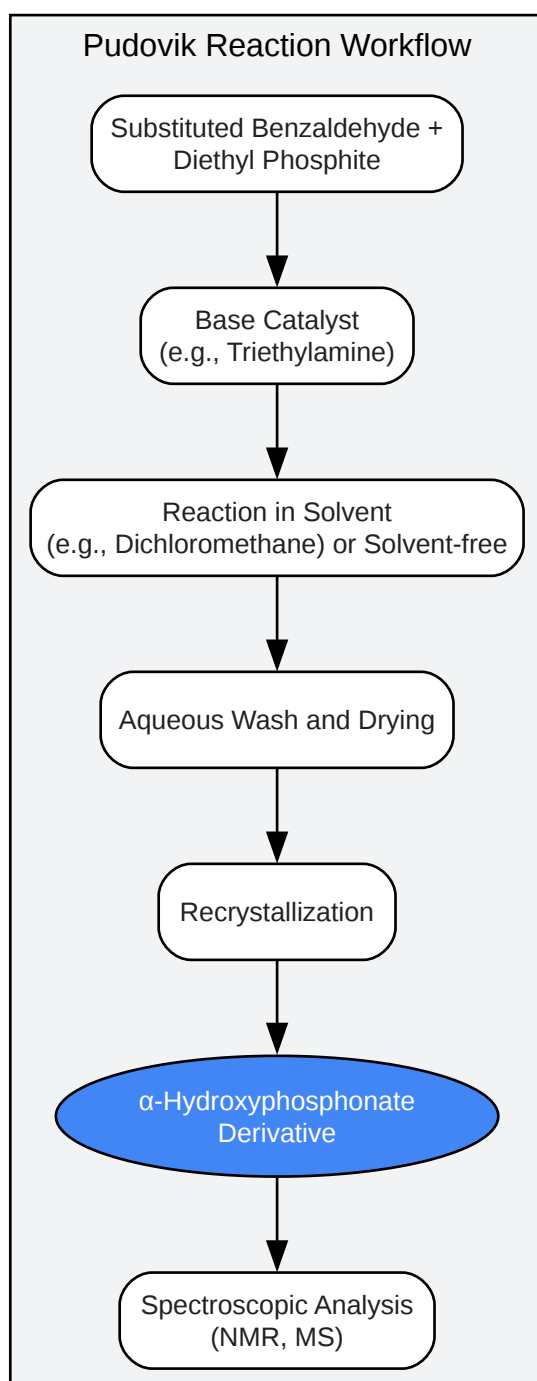 Pudovik Reaction Workflow
Substituted Benzaldehyde +
Diethyl Phosphite
Base Catalyst
(e.g., Triethylamine)
Reaction in Solvent
(e.g., Dichloromethane) or Solvent-free
Aqueous Wash and Drying
Recrystallization
α-Hydroxyphosphonate
Derivative
Spectroscopic Analysis
(NMR, MS)